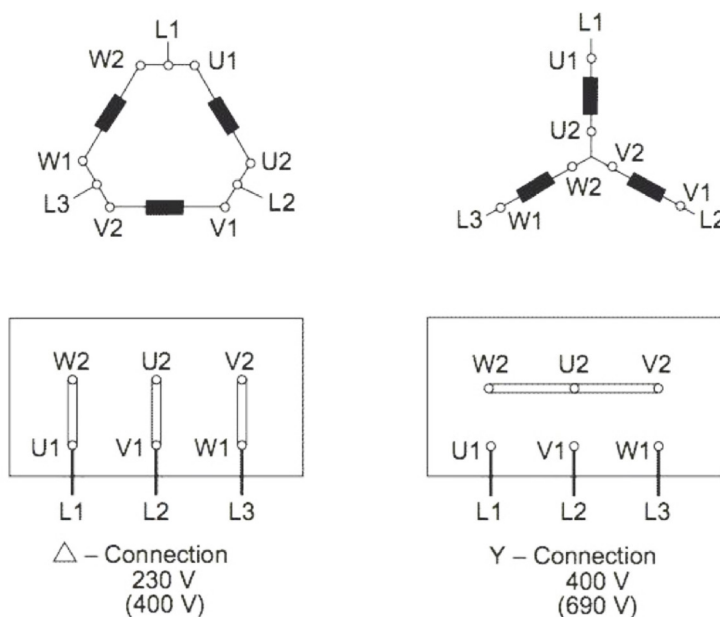 L1
W2 U1
W1 U2
L3 L2
V2 V1
L1
U1
U2
V2
W2
V1
L3 W1 L2
W2 U2 V2
U1 V1 W1
L1 L2 L3
△ – Connection
230 V
(400 V)
W2 U2 V2
U1 V1 W1
L1 L2 L3
Y – Connection
400 V
(690 V)